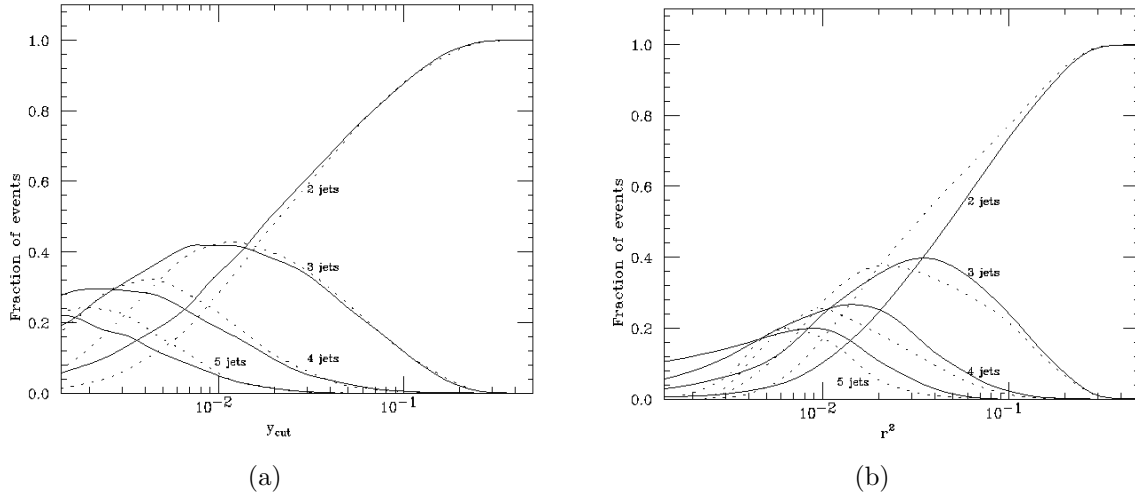 Fraction of events
1.0
0.8
0.6
0.4
0.2
0.0
2 jets
3 jets
4 jets
5 jets
10⁻²
10⁻¹
y_cut
(a)
Fraction of events
1.0
0.8
0.6
0.4
0.2
0.0
2 jets
3 jets
4 jets
5 jets
10⁻²
10⁻¹
r²
(b)